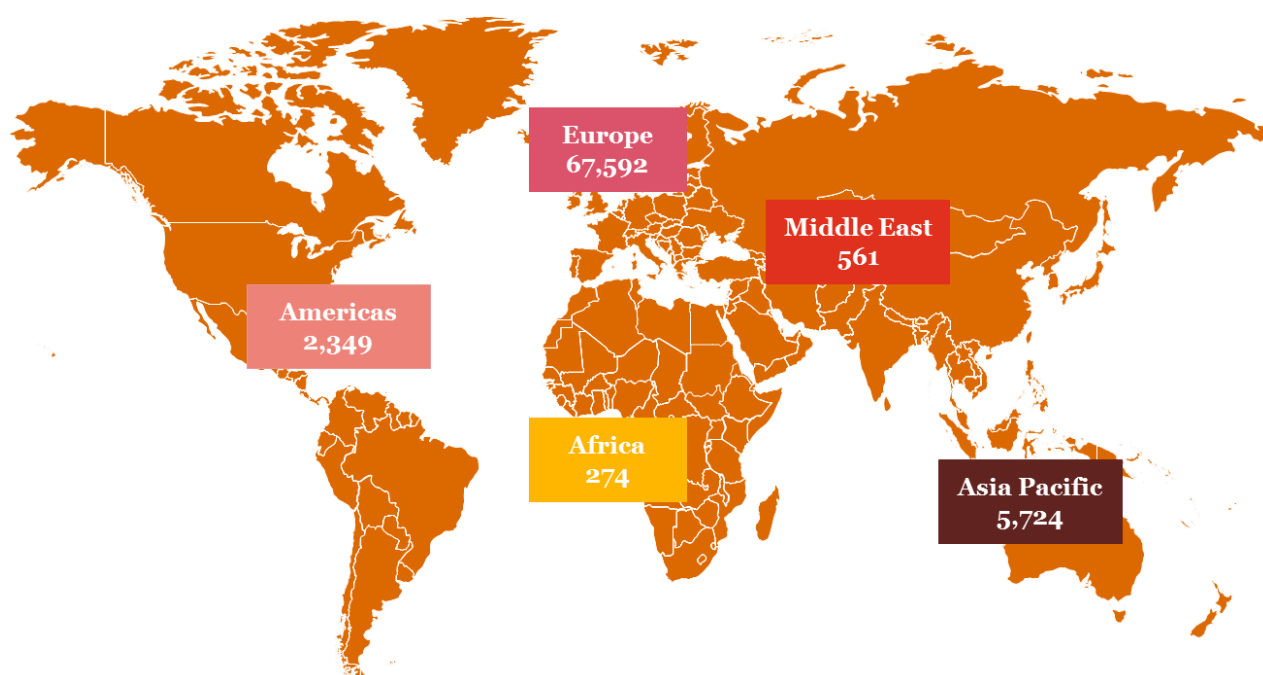 Europe
67,592
Middle East
561
Americas
2,349
Africa
274
Asia Pacific
5,724